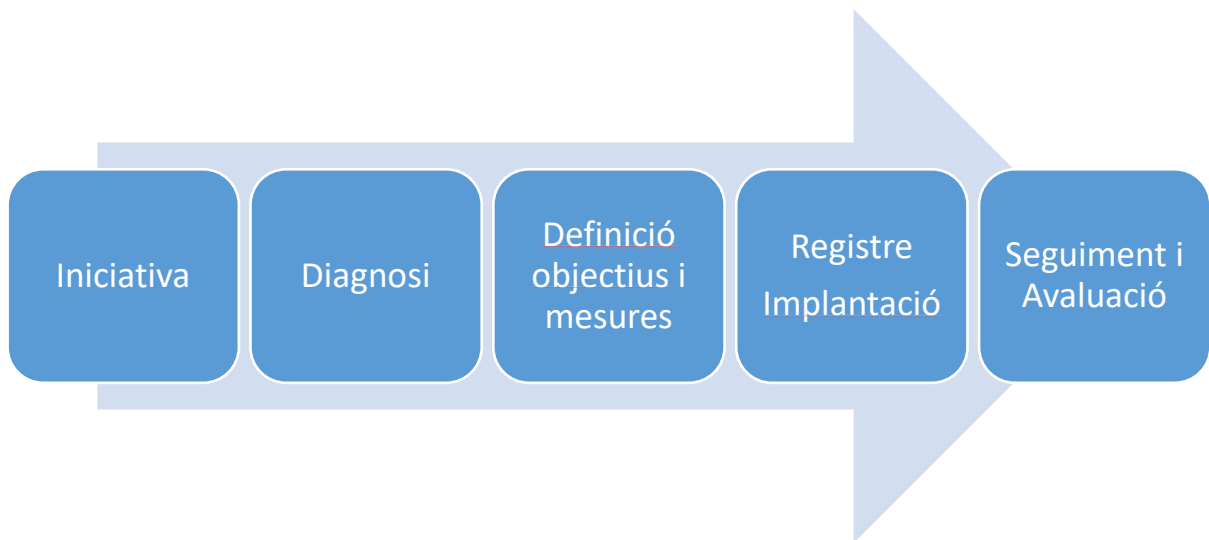 Iniciativa
Diagnosi
Definició
objectius i
mesures
Registre
Implantació
Seguiment i
Avaluació